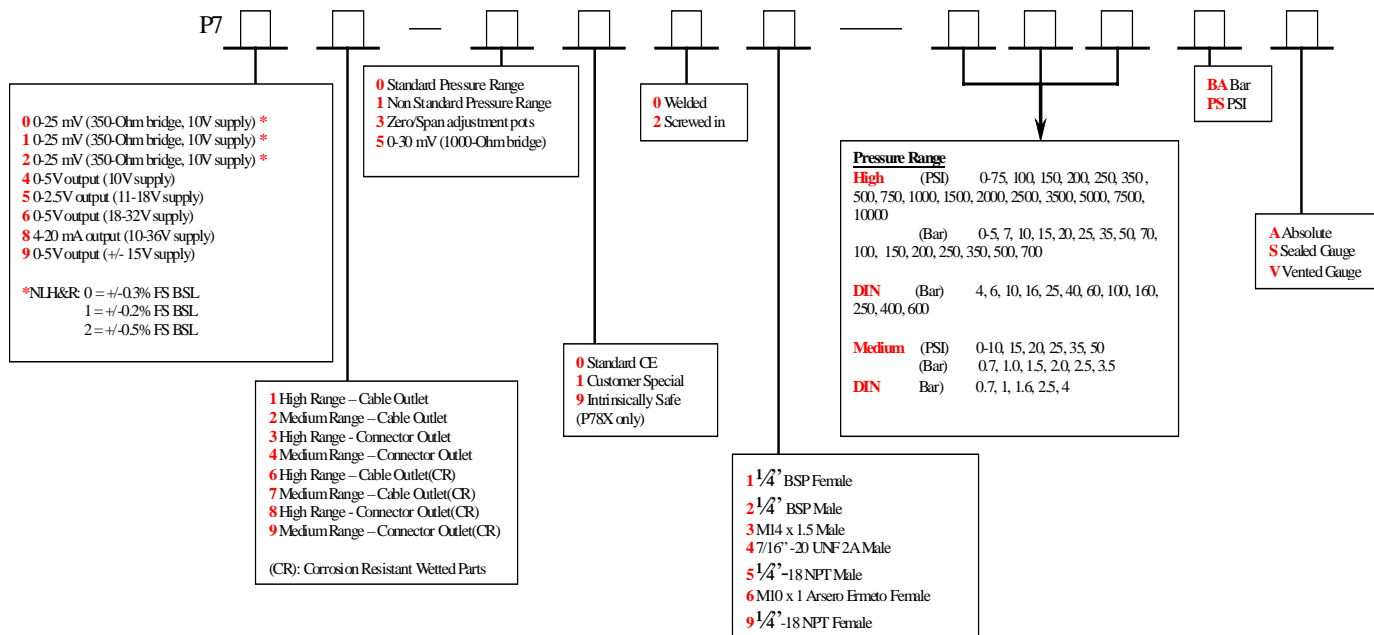 P7
0 0-25 mV (350-Ohm bridge, 10V supply) *
1 0-25 mV (350-Ohm bridge, 10V supply) *
2 0-25 mV (350-Ohm bridge, 10V supply) *
4 0-5V output (10V supply)
5 0-2.5V output (11-18V supply)
6 0-5V output (18-32V supply)
8 4-20 mA output (10-36V supply)
9 0-5V output (+/- 15V supply)
*NLH&R: 0 = +/-0.3% FS BSL
1 = +/-0.2% FS BSL
2 = +/-0.5% FS BSL
1 High Range – Cable Outlet
2 Medium Range – Cable Outlet
3 High Range - Connector Outlet
4 Medium Range – Connector Outlet
6 High Range – Cable Outlet(CR)
7 Medium Range – Cable Outlet(CR)
8 High Range - Connector Outlet(CR)
9 Medium Range – Connector Outlet(CR)
(CR): Corrosion Resistant Wetted Parts
0 Standard Pressure Range
1 Non Standard Pressure Range
3 Zero/Span adjustment pots
5 0-30 mV (1000-Ohm bridge)
0 Standard CE
1 Customer Special
9 Intrinsically Safe
(P78X only)
0 Welded
2 Screwed in
1 1/4” BSP Female
2 1/4” BSP Male
3 M14 x 1.5 Male
4 7/16” -20 UNF 2A Male
5 1/4”-18 NPT Male
6 M10 x 1 Arsero Ermeto Female
9 1/4”-18 NPT Female
Pressure Range
High (PSI) 0-75, 100, 150, 200, 250, 350 ,
500, 750, 1000, 1500, 2000, 2500, 3500, 5000, 7500,
10000
(Bar) 0-5, 7, 10, 15, 20, 25, 35, 50, 70,
100, 150, 200, 250, 350, 500, 700
DIN (Bar) 4, 6, 10, 16, 25, 40, 60, 100, 160,
250, 400, 600
Medium (PSI) 0-10, 15, 20, 25, 35, 50
(Bar) 0.7, 1.0, 1.5, 2.0, 2.5, 3.5
DIN Bar) 0.7, 1, 1.6, 2.5, 4
BA Bar
PS PSI
A Absolute
S Sealed Gauge
V Vented Gauge